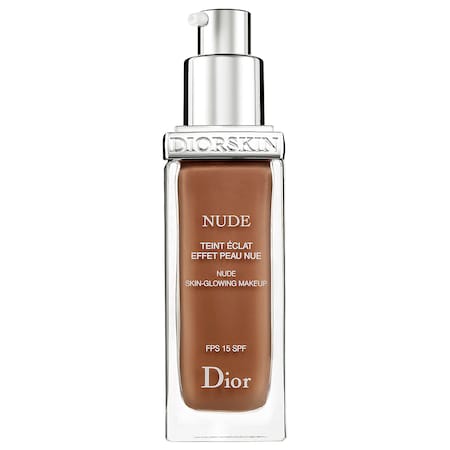 DIORSKIN
NUDE
TEINT ÉCLAT
EFFET PEAU NUE
NUDE
SKIN-GLOWING MAKEUP
FPS 15 SPF
Dior